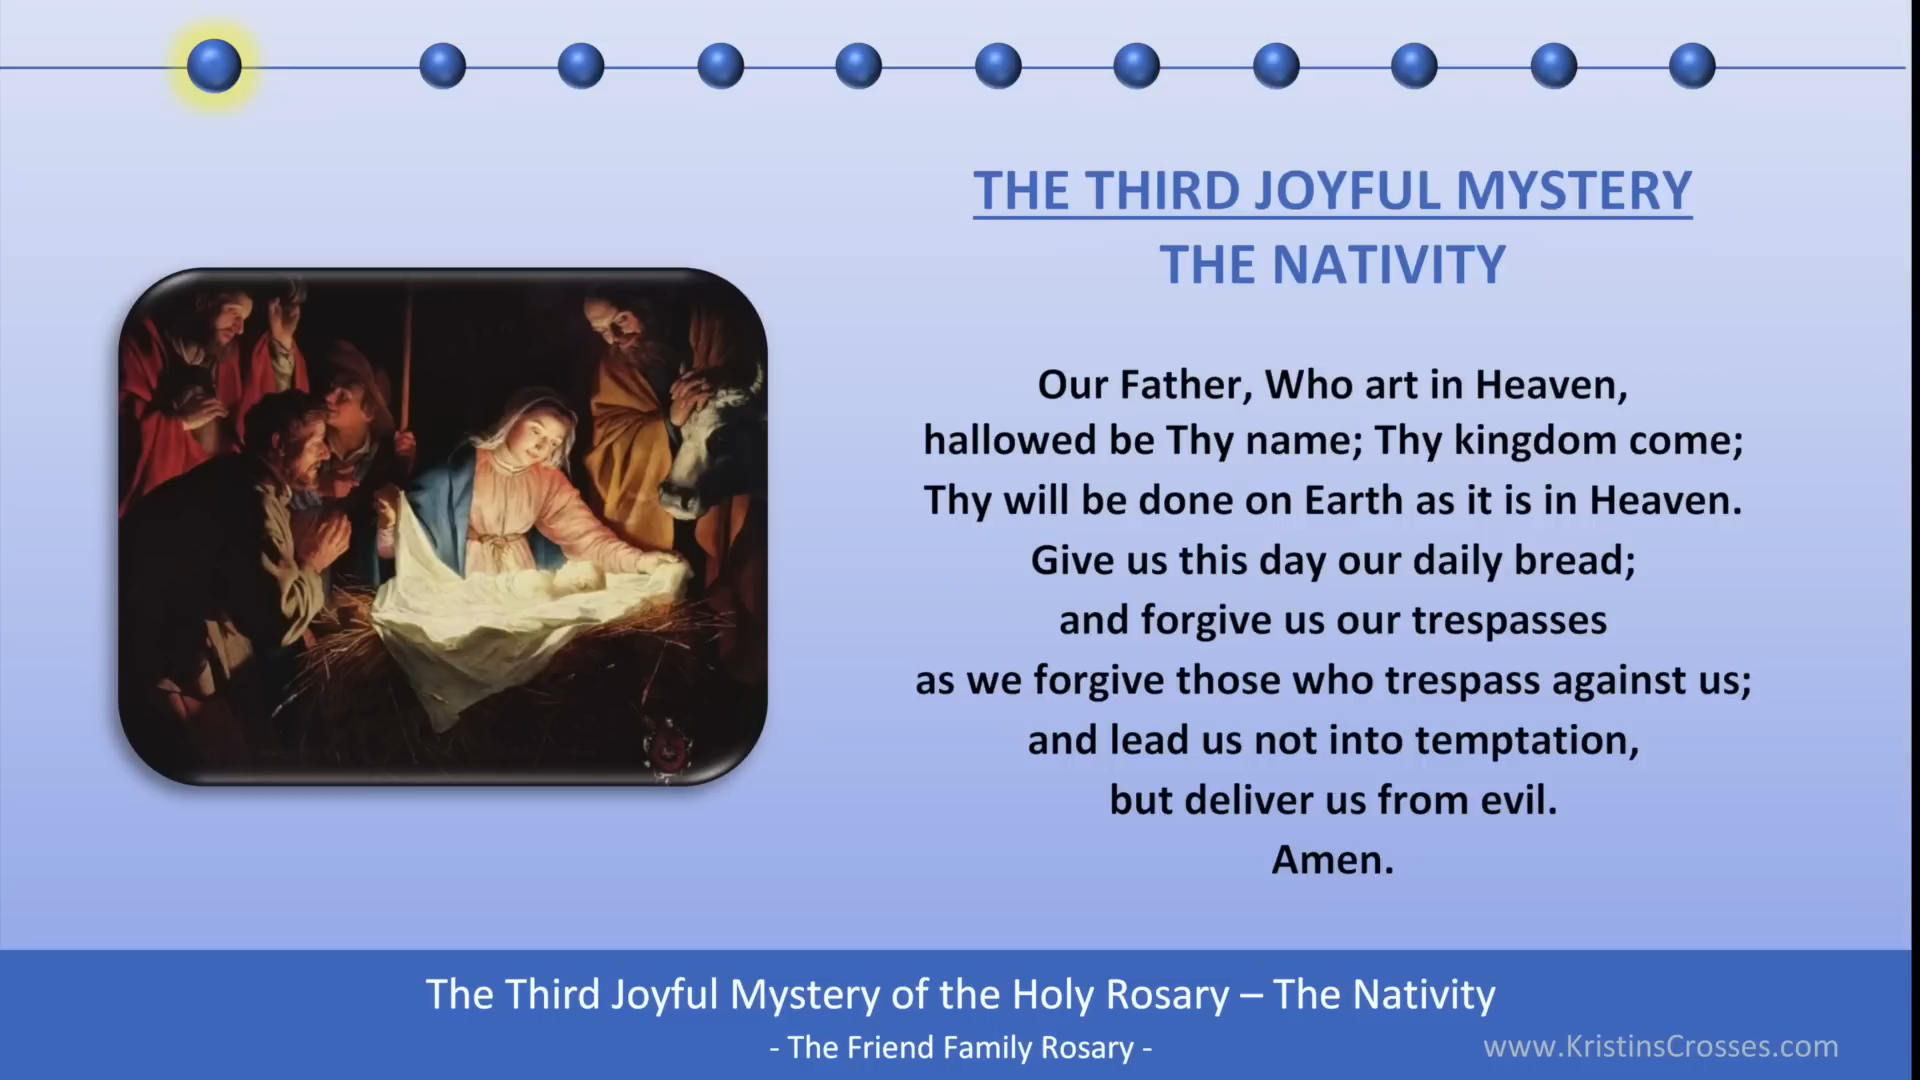 THE THIRD JOYFUL MYSTERY
THE NATIVITY
Our Father, Who art in Heaven,
hallowed be Thy name; Thy kingdom come;
Thy will be done on Earth as it is in Heaven.
Give us this day our daily bread;
and forgive us our trespasses
as we forgive those who trespass against us;
and lead us not into temptation,
but deliver us from evil.
Amen.
The Third Joyful Mystery of the Holy Rosary – The Nativity
- The Friend Family Rosary -
www.KristinsCrosses.com